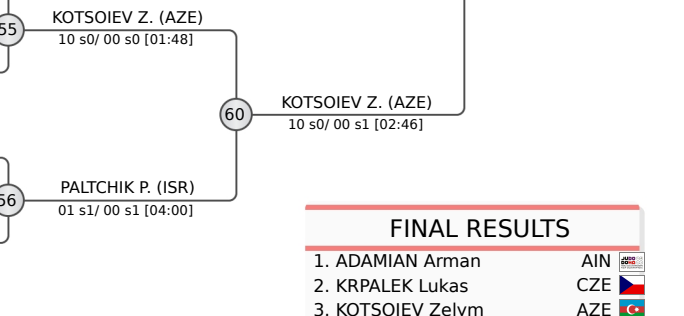 55
KOTSOIEV Z. (AZE)
10 s0/ 00 s0 [01:48]
60
KOTSOIEV Z. (AZE)
10 s0/ 00 s1 [02:46]
56
PALTCHIK P. (ISR)
01 s1/ 00 s1 [04:00]
FINAL RESULTS
1. ADAMIAN Arman AIN
2. KRPALEK Lukas CZE
3. KOTSOIEV Zelym AZE